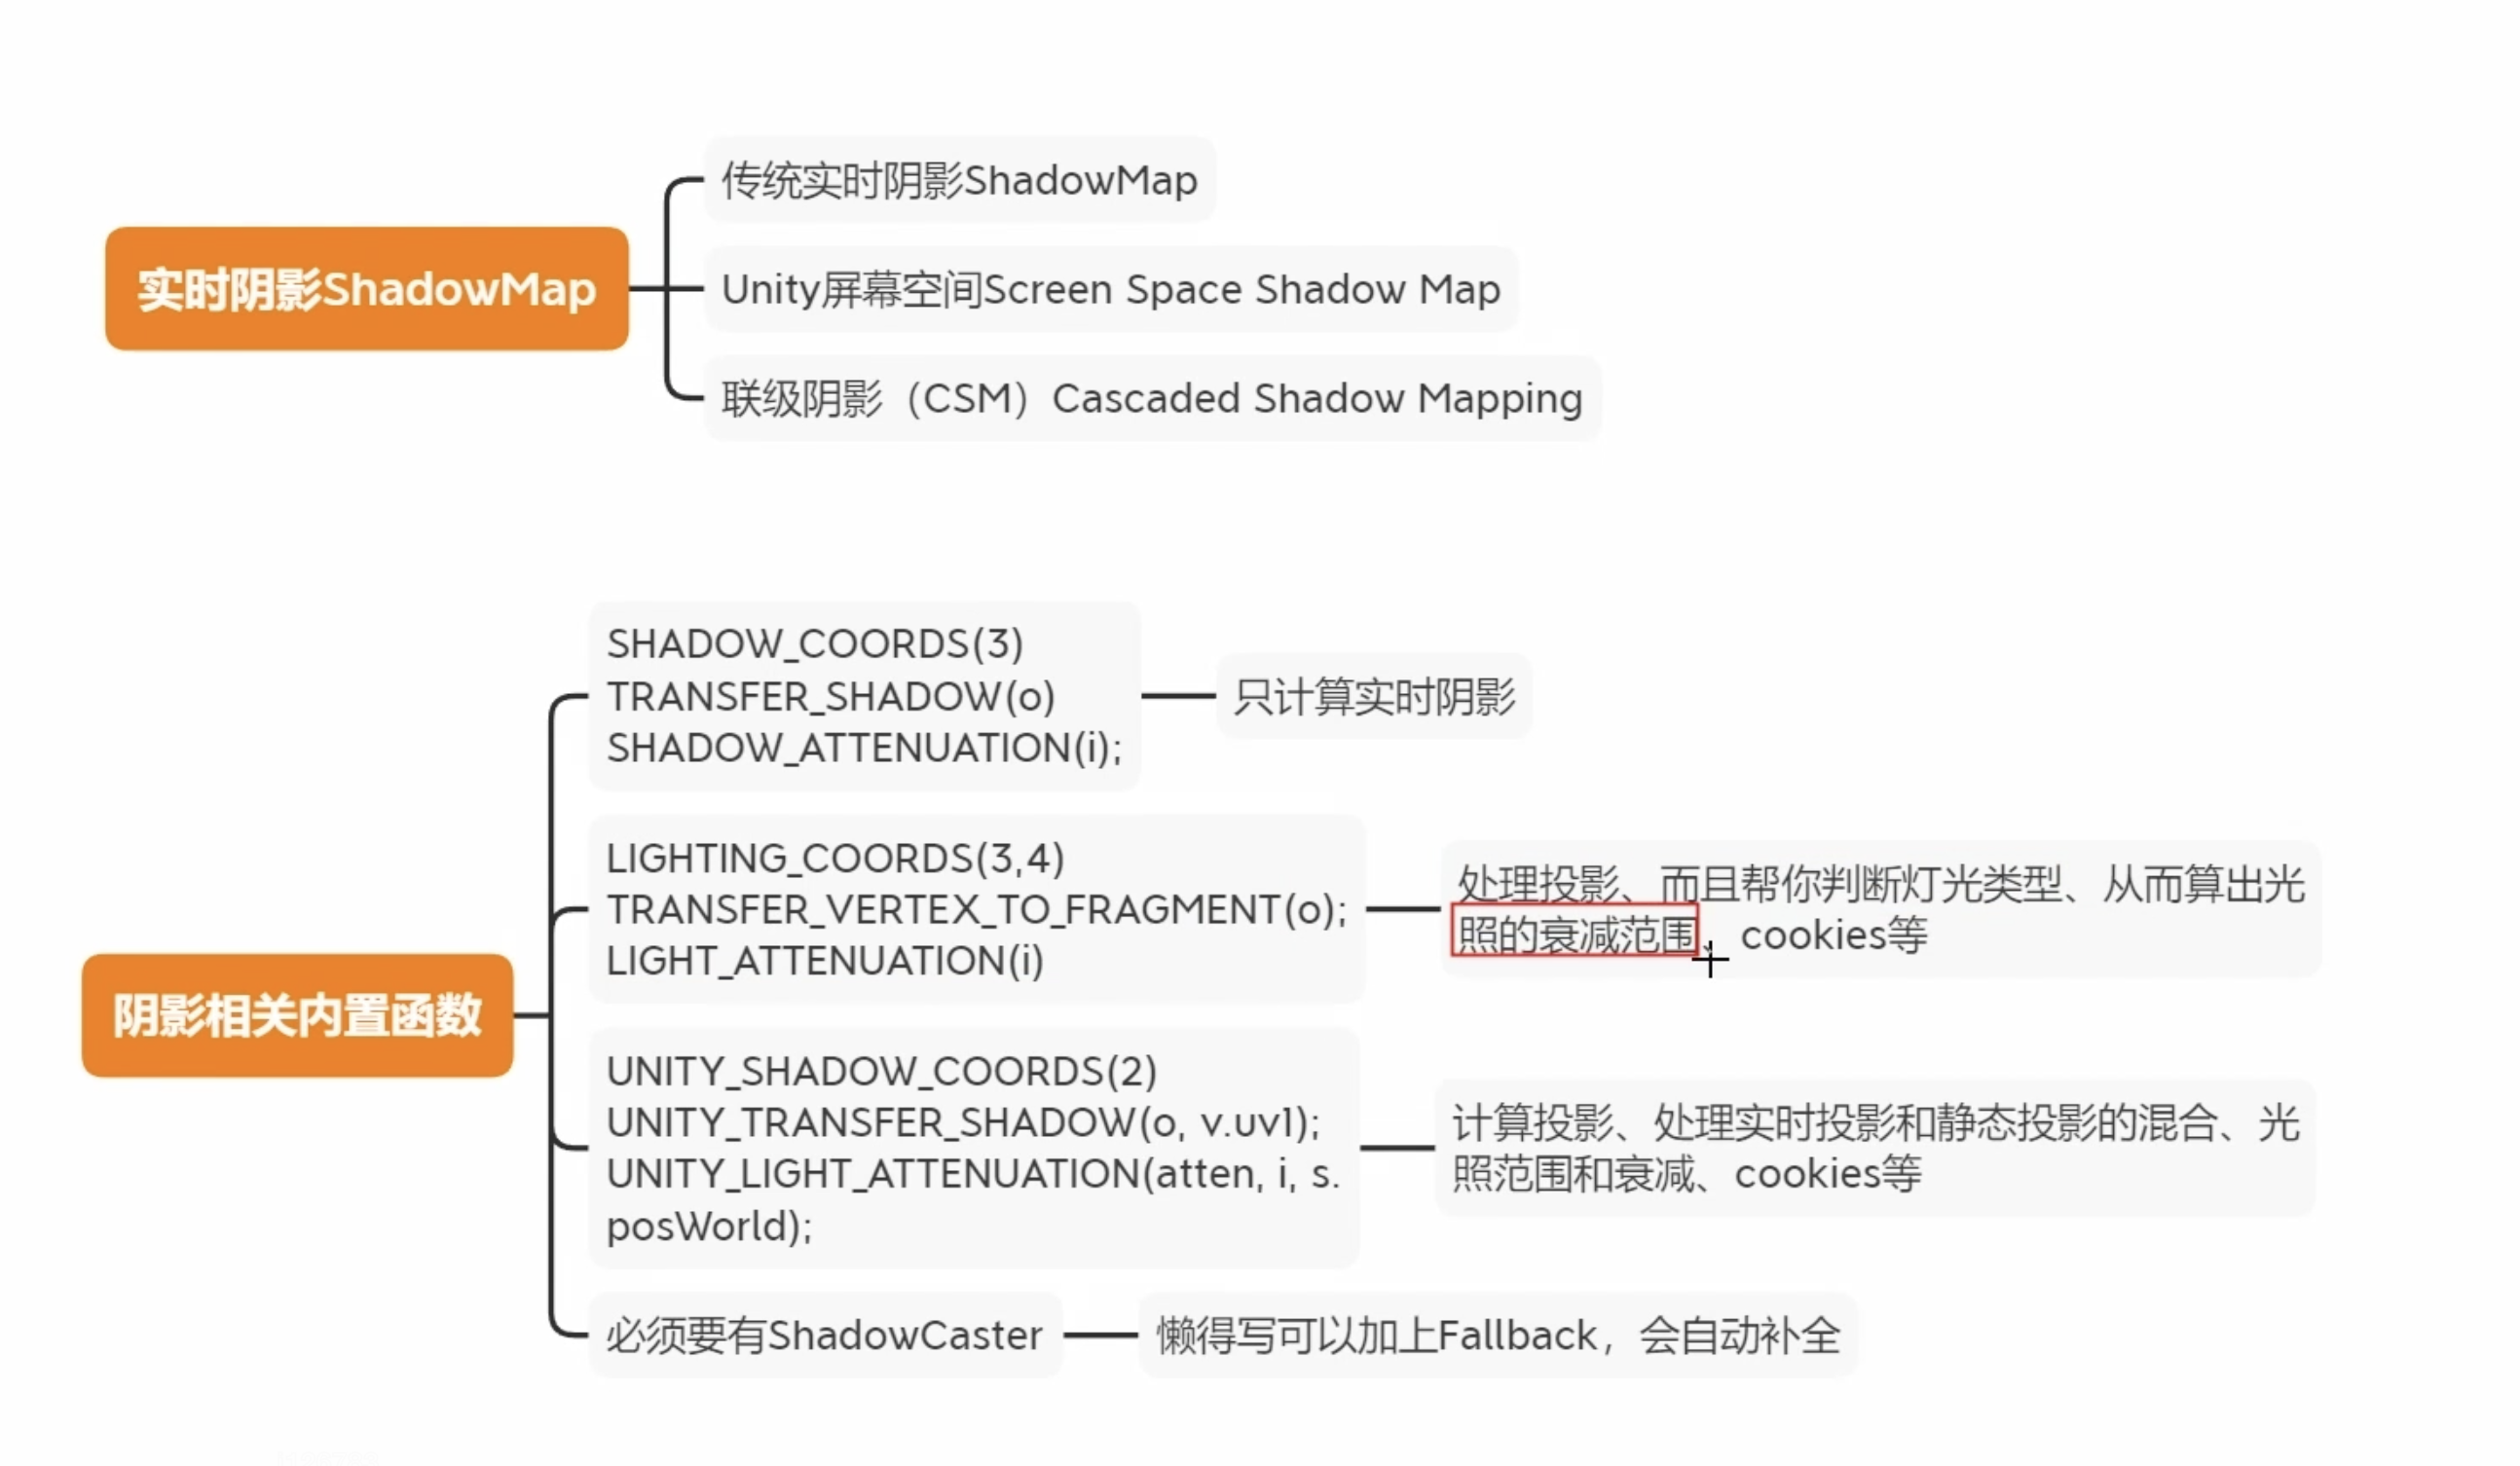 传统实时阴影ShadowMap
实时阴影ShadowMap
Unity屏幕空间Screen Space Shadow Map
联级阴影（CSM）Cascaded Shadow Mapping
SHADOW_COORDS(3)
TRANSFER_SHADOW(o)
SHADOW_ATTENUATION(i);
只计算实时阴影
LIGHTING_COORDS(3,4)
TRANSFER_VERTEX_TO_FRAGMENT(o);
LIGHT_ATTENUATION(i)
处理投影、而且帮你判断灯光类型、从而算出光
照的衰减范围、cookies等
阴影相关内置函数
UNITY_SHADOW_COORDS(2)
UNITY_TRANSFER_SHADOW(o, v.uv1);
UNITY_LIGHT_ATTENUATION(atten, i, s.
posWorld);
计算投影、处理实时投影和静态投影的混合、光
照范围和衰减、cookies等
必须要有ShadowCaster
懒得写可以加上Fallback，会自动补全